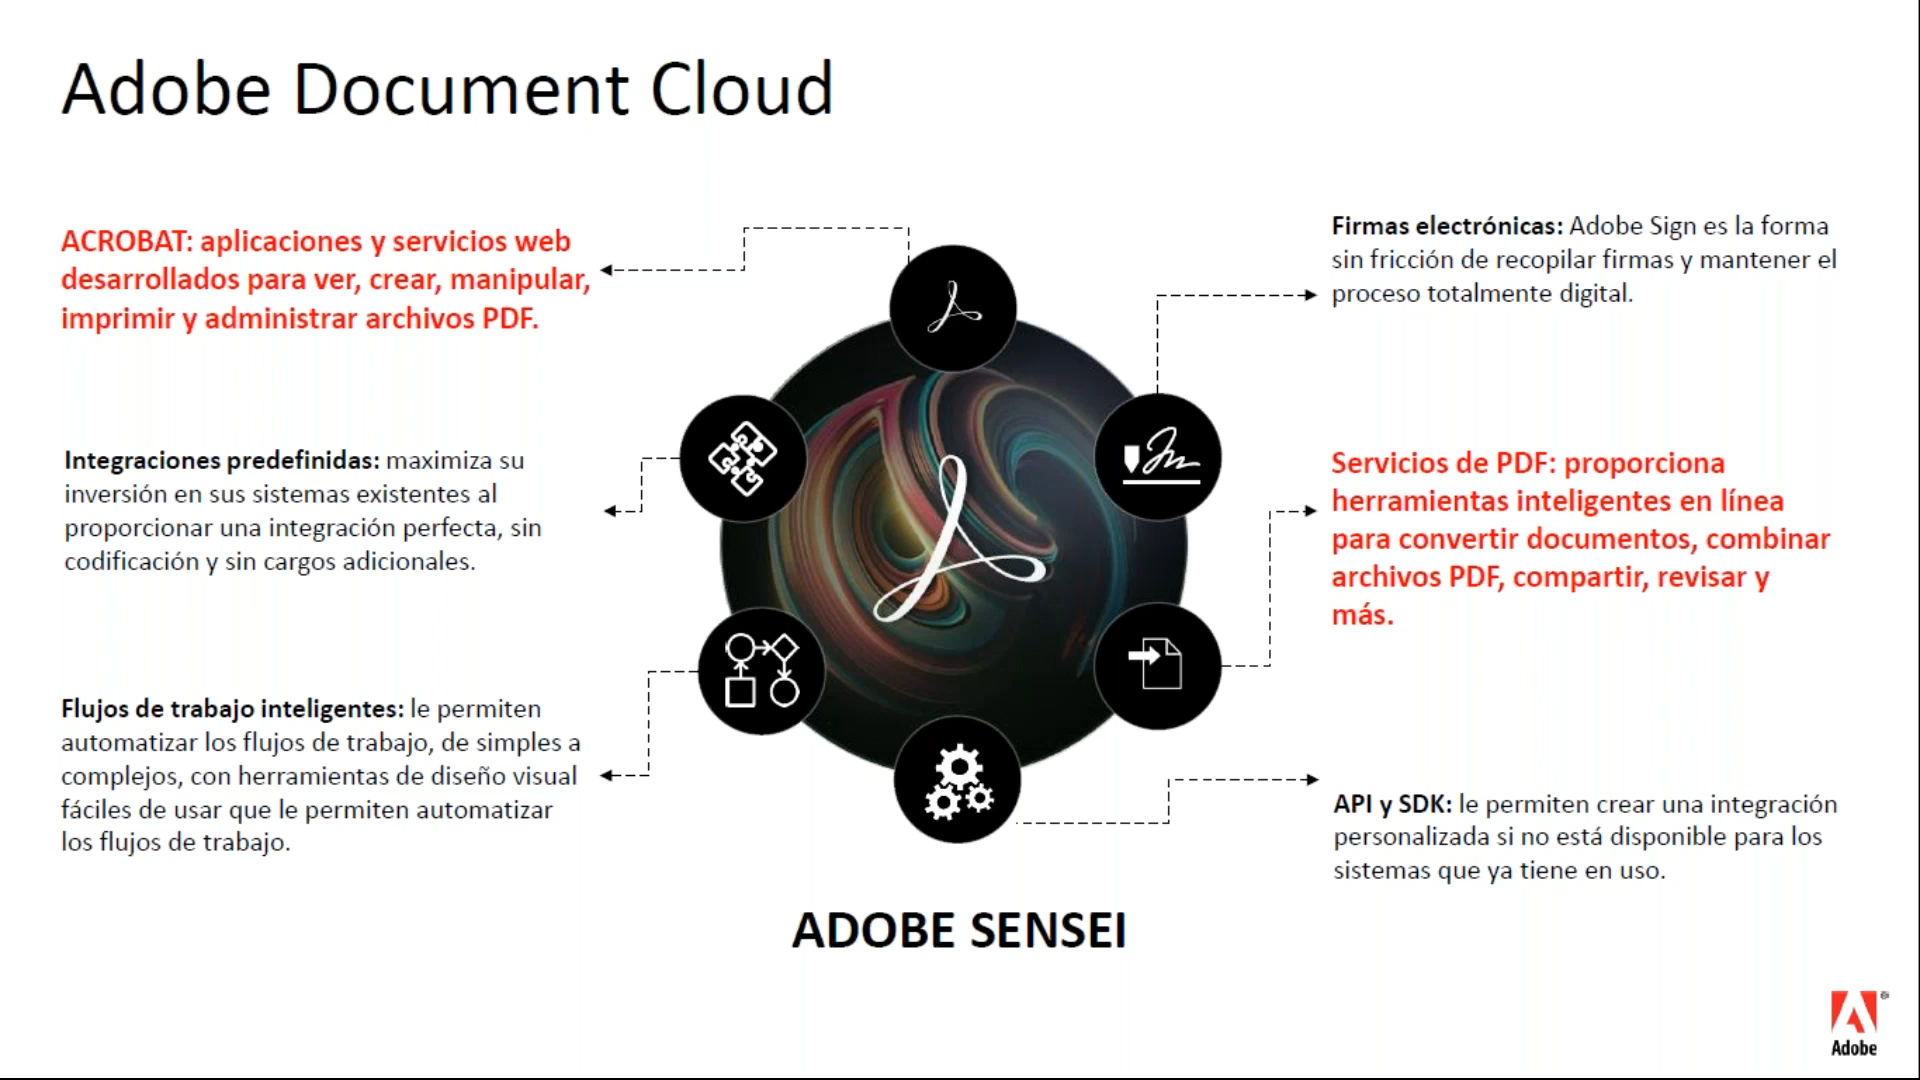 Adobe Document Cloud
ACROBAT: aplicaciones y servicios web
desarrollados para ver, crear, manipular,
imprimir y administrar archivos PDF.
Integraciones predefinidas: maximiza su
inversión en sus sistemas existentes al
proporcionar una integración perfecta, sin
codificación y sin cargos adicionales.
Flujos de trabajo inteligentes: le permiten
automatizar los flujos de trabajo, de simples a
complejos, con herramientas de diseño visual
fáciles de usar que le permiten automatizar
los flujos de trabajo.
Firmas electrónicas: Adobe Sign es la forma
sin fricción de recopilar firmas y mantener el
proceso totalmente digital.
Servicios de PDF: proporciona
herramientas inteligentes en línea
para convertir documentos, combinar
archivos PDF, compartir, revisar y
más.
API y SDK: le permiten crear una integración
personalizada si no está disponible para los
sistemas que ya tiene en uso.
ADOBE SENSEI
Adobe